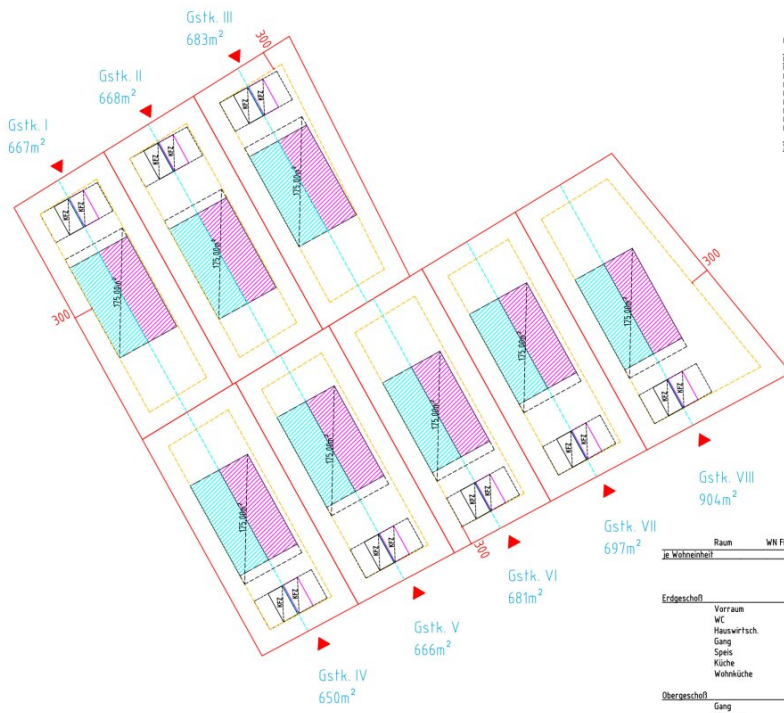 Gstk. III
683m²
300
Gstk. II
668m²
Gstk. I
667m²
KFZ KFZ
KFZ KFZ
KFZ KFZ
175,00m²
175,00m²
175,00m²
300
300
175,00m²
175,00m²
175,00m²
175,00m²
175,00m²
KFZ KFZ
KFZ KFZ
KFZ KFZ
KFZ KFZ
KFZ KFZ
300
Gstk. VIII
904m²
Gstk. VII
697m²
Gstk. VI
681m²
Gstk. V
666m²
Gstk. IV
650m²
Raum WN
je Wohneinheit
Erdgeschoß
Vorraum
WC
Hauswirtsch.
Gang
Speis
Küche
Wohnküche
Obergeschoß
Gang